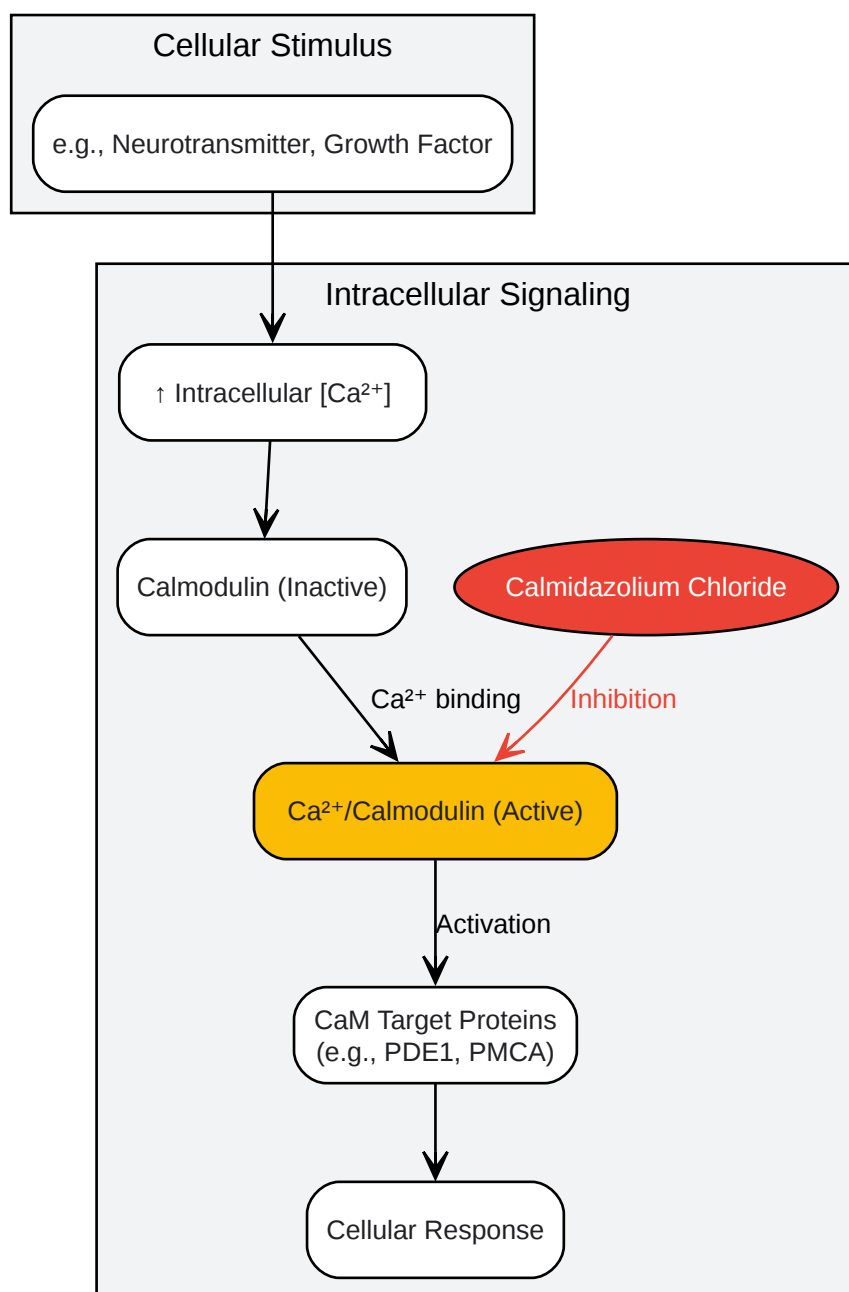 Cellular Stimulus
e.g., Neurotransmitter, Growth Factor
Intracellular Signaling
↑ Intracellular [Ca²⁺]
Calmodulin (Inactive)
Calmidazolium Chloride
Ca²⁺ binding
Inhibition
Ca²⁺/Calmodulin (Active)
Activation
CaM Target Proteins
(e.g., PDE1, PMCA)
Cellular Response